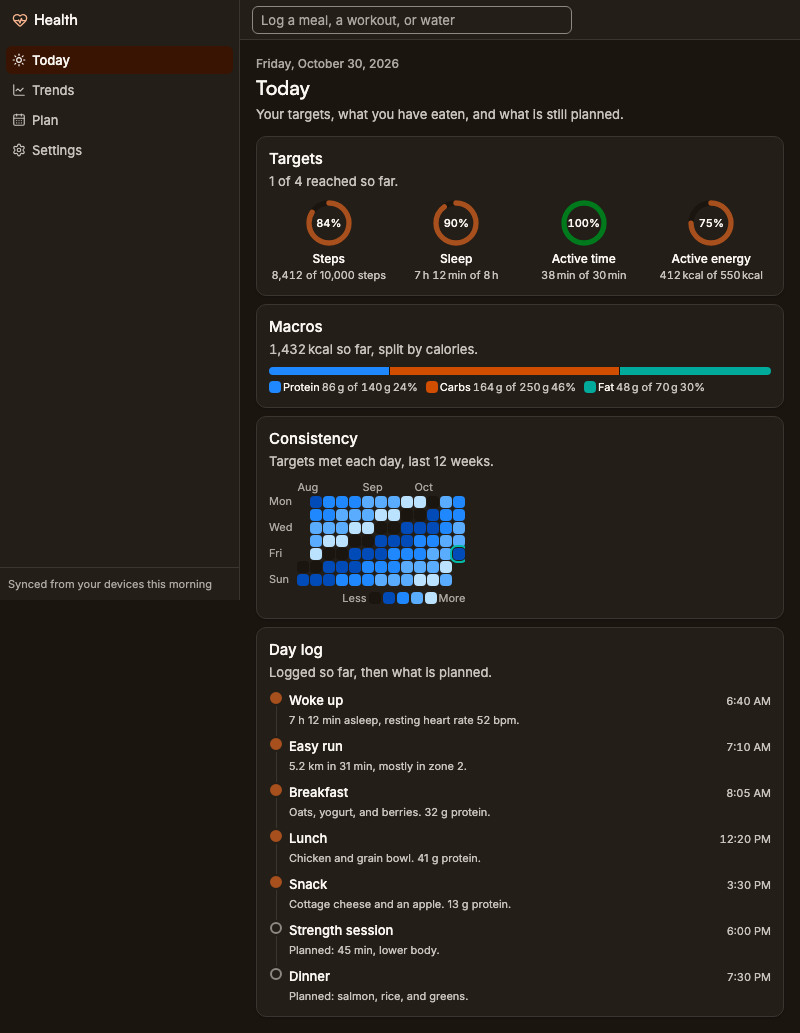 Health
Log a meal, a workout, or water
Today
Trends
Plan
Settings
Synced from your devices this morning
Friday, October 30, 2026
Today
Your targets, what you have eaten, and what is still planned.
Targets
1 of 4 reached so far.
84%
Steps
8,412 of 10,000 steps
90%
Sleep
7 h 12 min of 8 h
100%
Active time
38 min of 30 min
75%
Active energy
412 kcal of 550 kcal
Macros
1,432 kcal so far, split by calories.
Protein 86 g of 140 g 24% Carbs 164 g of 250 g 46% Fat 48 g of 70 g 30%
Consistency
Targets met each day, last 12 weeks.
Aug Sep Oct
Mon
Wed
Fri
Sun
Less More
Day log
Logged so far, then what is planned.
Woke up 6:40 AM
7 h 12 min asleep, resting heart rate 52 bpm.
Easy run 7:10 AM
5.2 km in 31 min, mostly in zone 2.
Breakfast 8:05 AM
Oats, yogurt, and berries. 32 g protein.
Lunch 12:20 PM
Chicken and grain bowl. 41 g protein.
Snack 3:30 PM
Cottage cheese and an apple. 13 g protein.
Strength session 6:00 PM
Planned: 45 min, lower body.
Dinner 7:30 PM
Planned: salmon, rice, and greens.